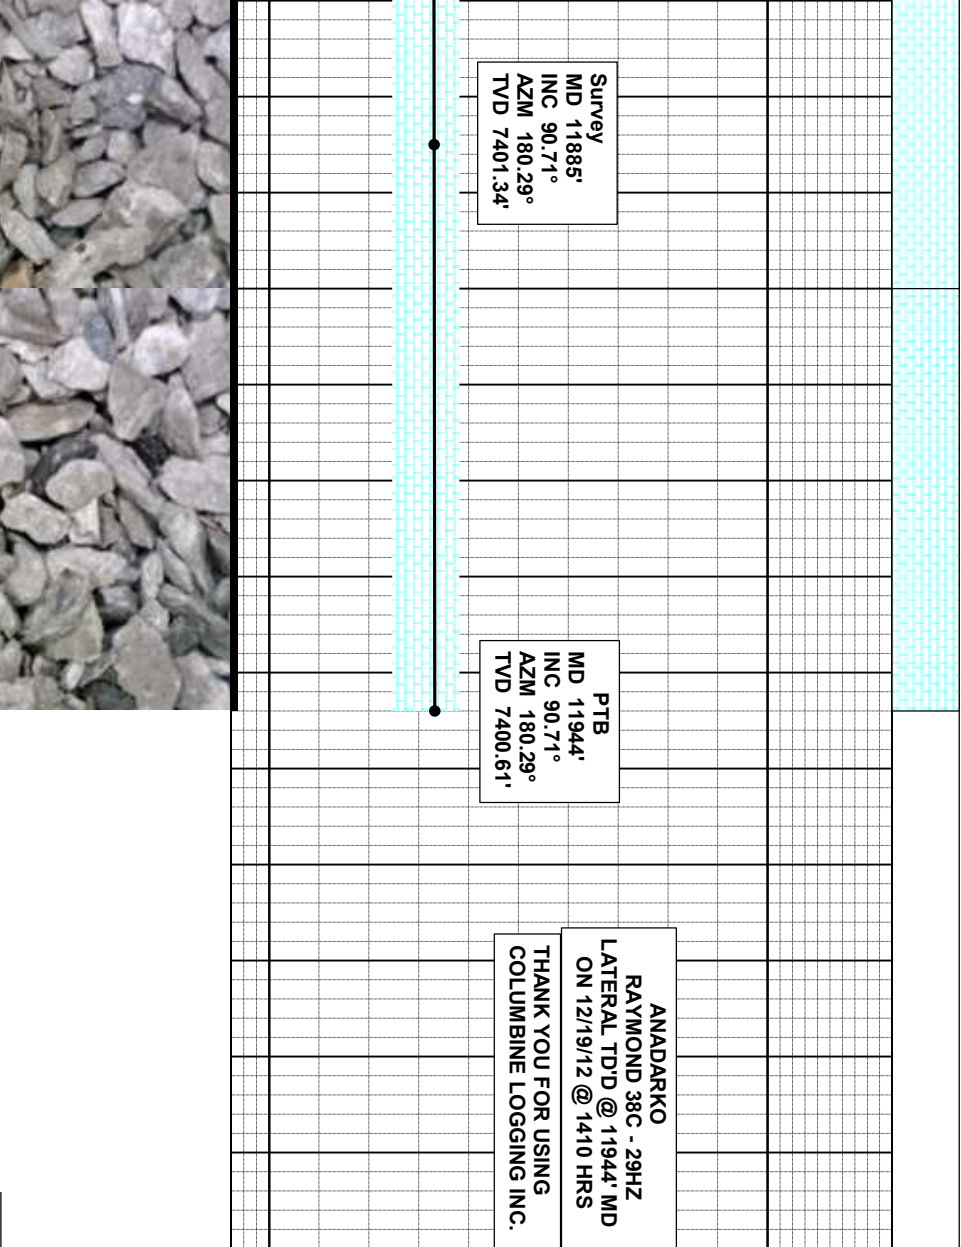 Survey
MD 11885'
INC 90.71°
AZM 180.29°
TVD 7401.34'
PTB
MD 11944'
INC 90.71°
AZM 180.29°
TVD 7400.61'
ANADARKO
RAYMOND 38C - 29HZ
LATERAL TD'D @ 11944' MD
ON 12/19/12 @ 1410 HRS
THANK YOU FOR USING
COLUMBINE LOGGING INC.